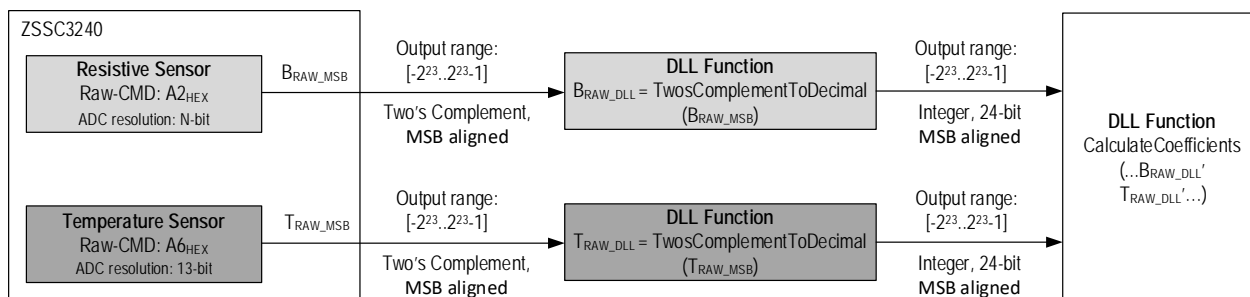 ZSSC3240
Resistive Sensor
Raw-CMD: A2HEX
ADC resolution: N-bit
BRAW_MSB
Output range:
[-2²³..2²³-1]
Two's Complement,
MSB aligned
DLL Function
BRAW_DLL = TwosComplementToDecimal
(BRAW_MSB)
Output range:
[-2²³..2²³-1]
Integer, 24-bit
MSB aligned
Temperature Sensor
Raw-CMD: A6HEX
ADC resolution: 13-bit
TRAW_MSB
Output range:
[-2²³..2²³-1]
Two's Complement,
MSB aligned
DLL Function
TRAW_DLL = TwosComplementToDecimal
(TRAW_MSB)
Output range:
[-2²³..2²³-1]
Integer, 24-bit
MSB aligned
DLL Function
CalculateCoefficients
(...BRAW_DLL'
TRAW_DLL'...)